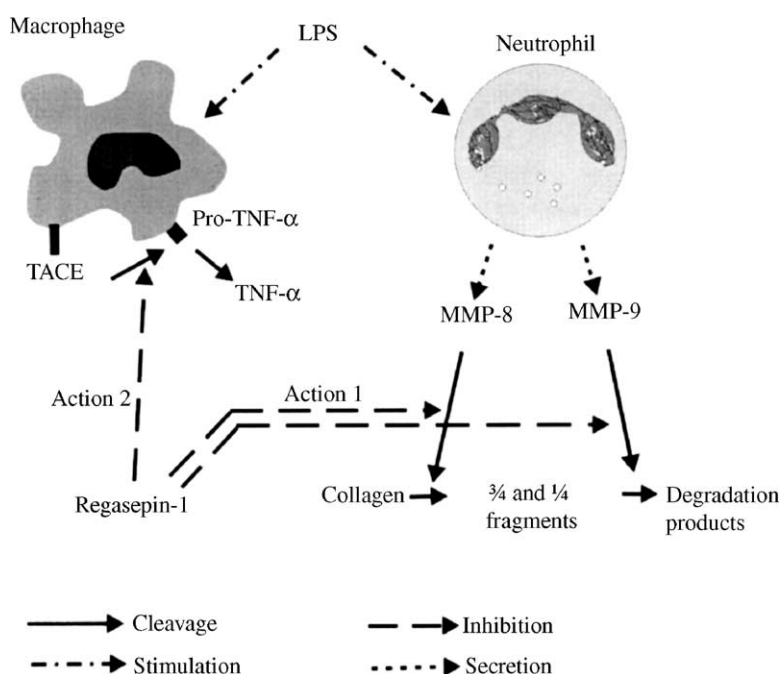 Macrophage
LPS
Neutrophil
Pro-TNF-α
TACE
TNF-α
MMP-8
MMP-9
Action 2
Action 1
Regasepin-1
Collagen
¾ and ¼
fragments
Degradation
products
Cleavage
Inhibition
Stimulation
Secretion